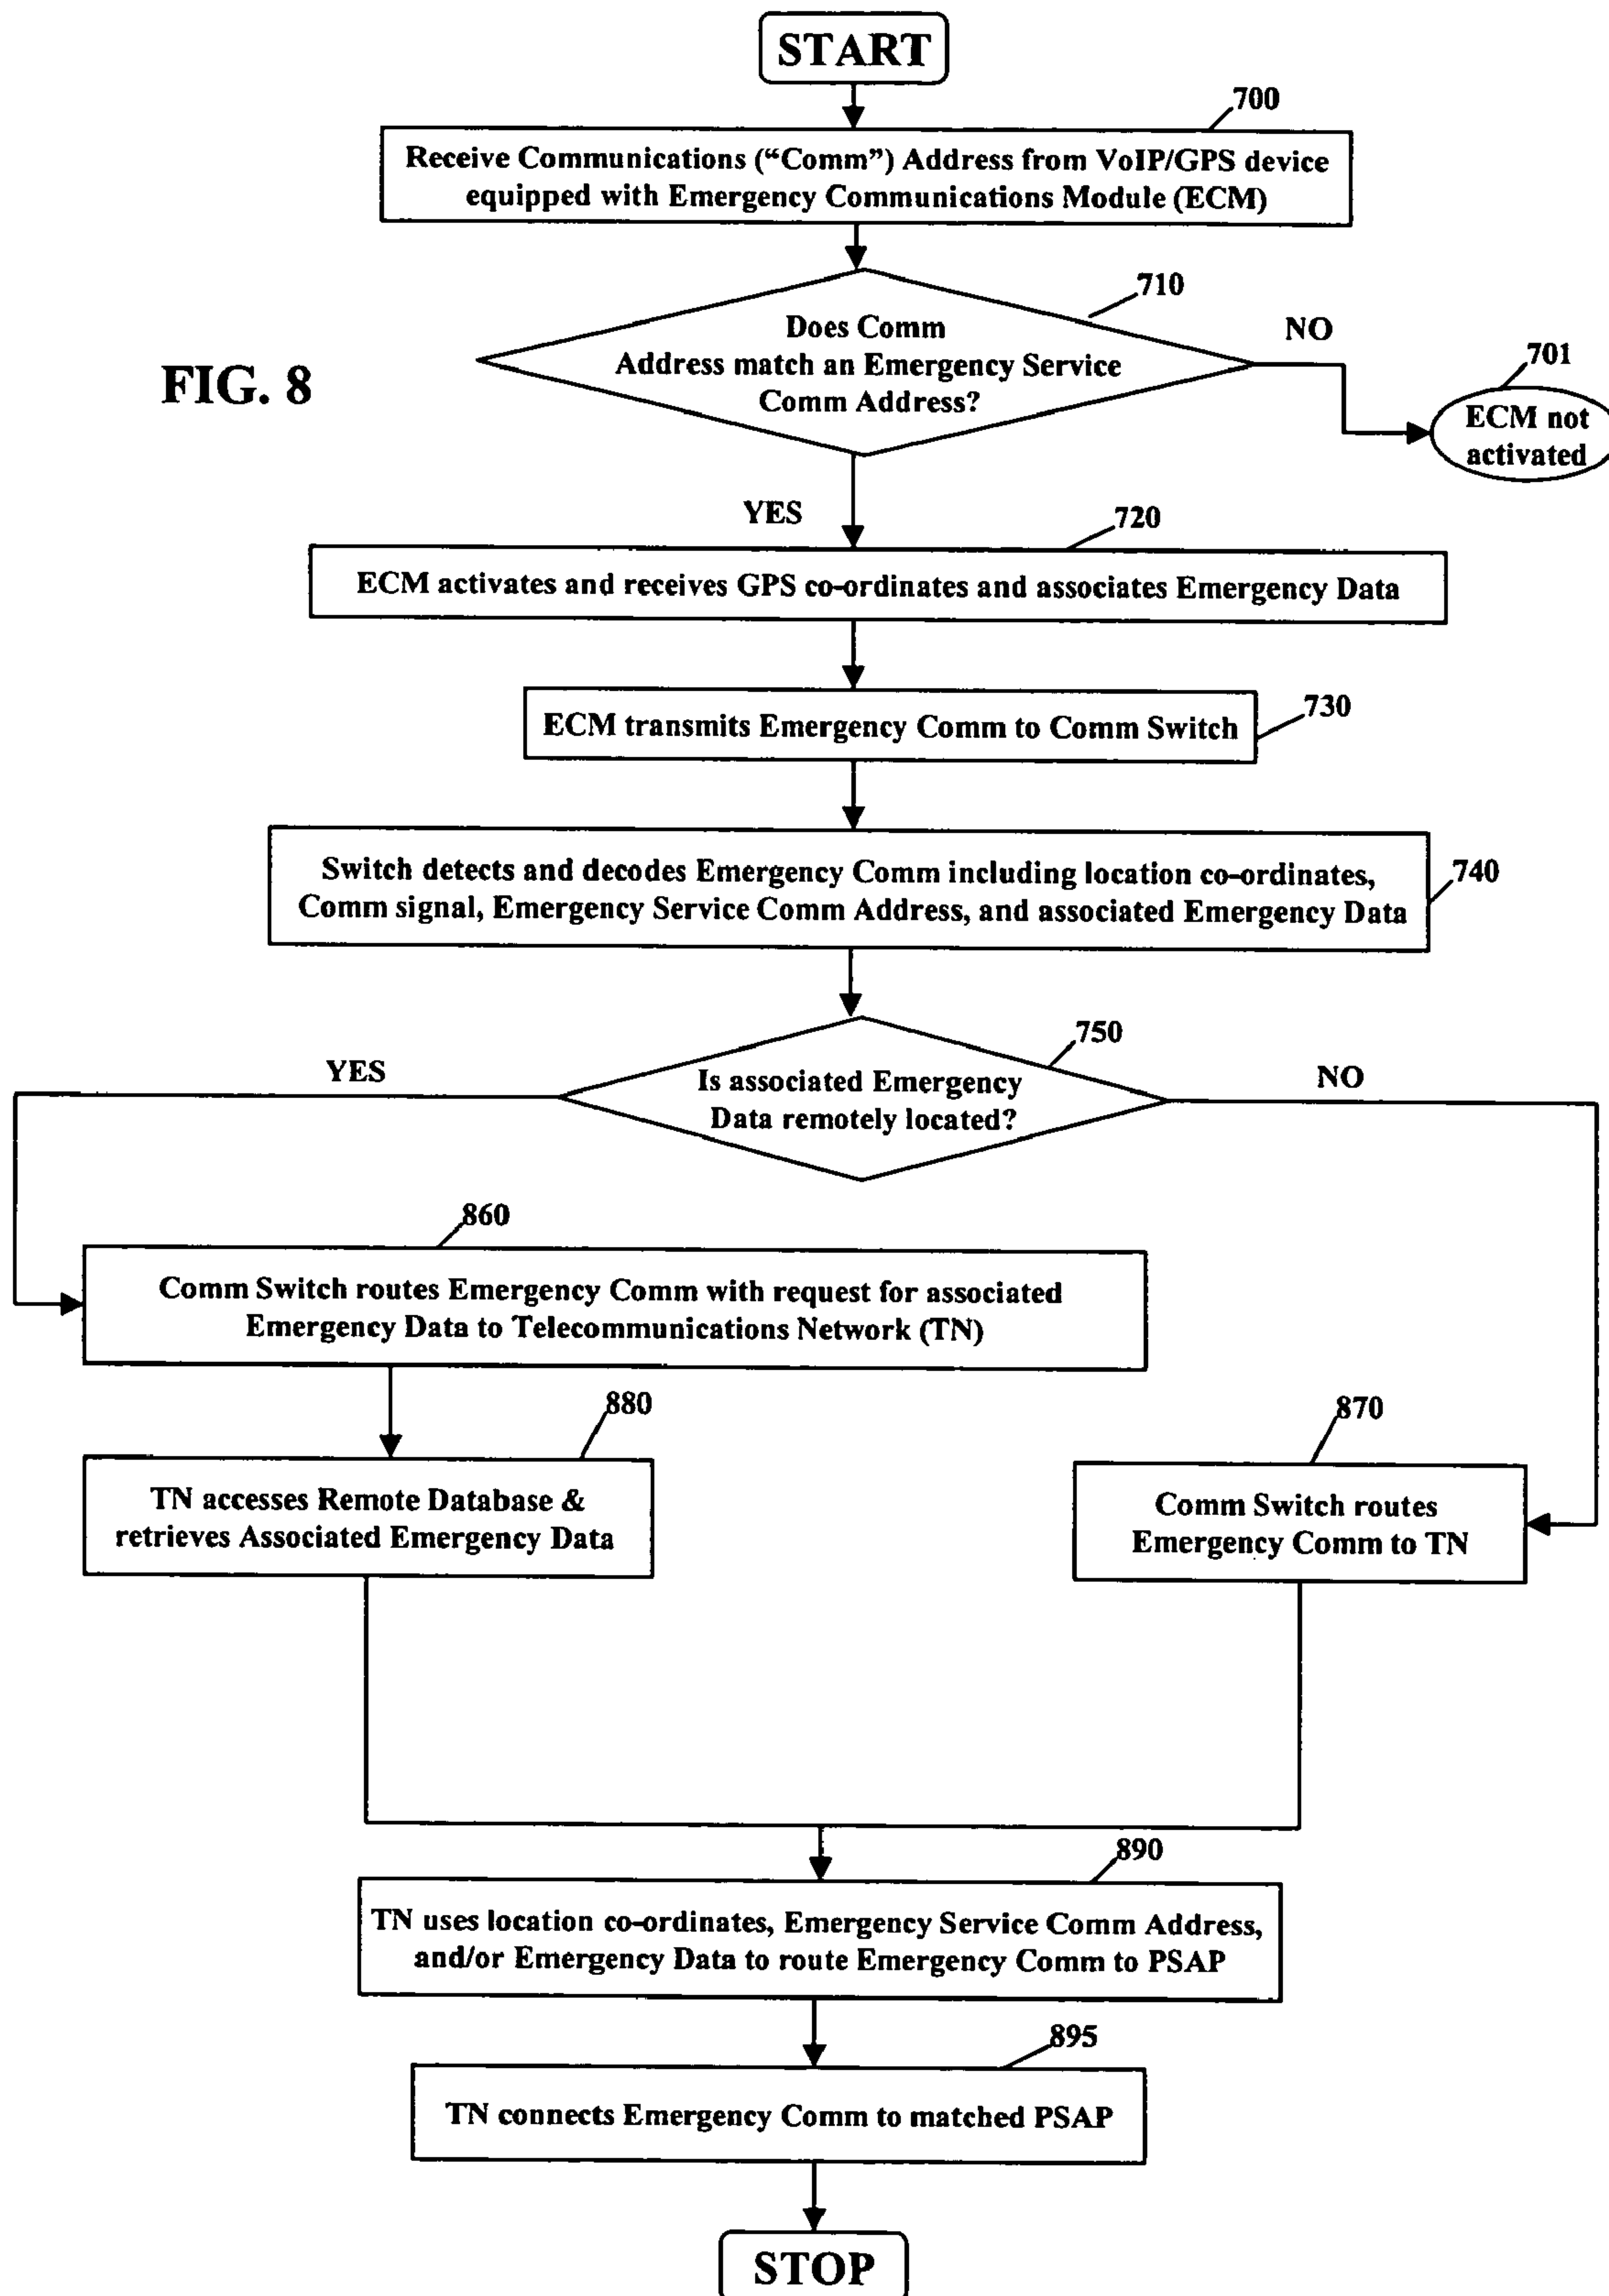 START
700
Receive Communications (“Comm”) Address from VoIP/GPS device
equipped with Emergency Communications Module (ECM)
710
Does Comm
Address match an Emergency Service
Comm Address?
NO
701
ECM not
activated
FIG. 8
YES
720
ECM activates and receives GPS co-ordinates and associates Emergency Data
ECM transmits Emergency Comm to Comm Switch
730
Switch detects and decodes Emergency Comm including location co-ordinates,
Comm signal, Emergency Service Comm Address, and associated Emergency Data
740
750
YES
Is associated Emergency
Data remotely located?
NO
860
Comm Switch routes Emergency Comm with request for associated
Emergency Data to Telecommunications Network (TN)
880
TN accesses Remote Database &
retrieves Associated Emergency Data
870
Comm Switch routes
Emergency Comm to TN
890
TN uses location co-ordinates, Emergency Service Comm Address,
and/or Emergency Data to route Emergency Comm to PSAP
895
TN connects Emergency Comm to matched PSAP
STOP